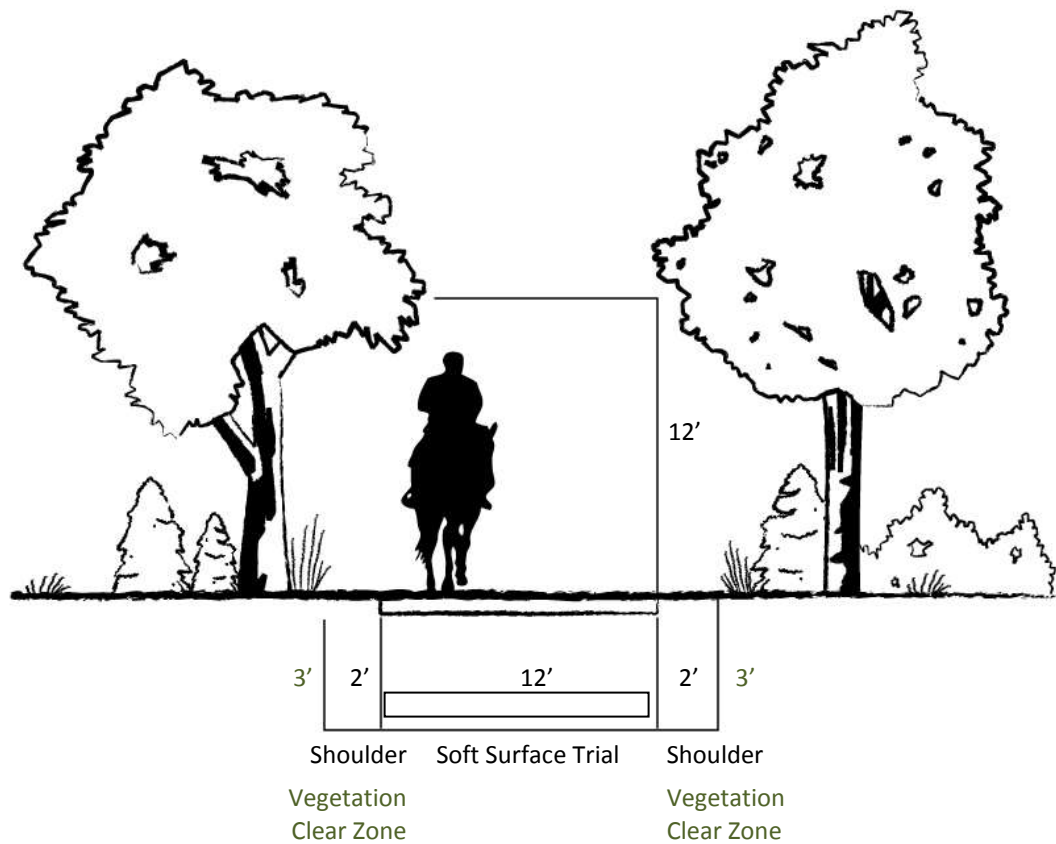 12’
3’ 2’ 12’ 2’ 3’
Shoulder Soft Surface Trial Shoulder
Vegetation Vegetation
Clear Zone Clear Zone